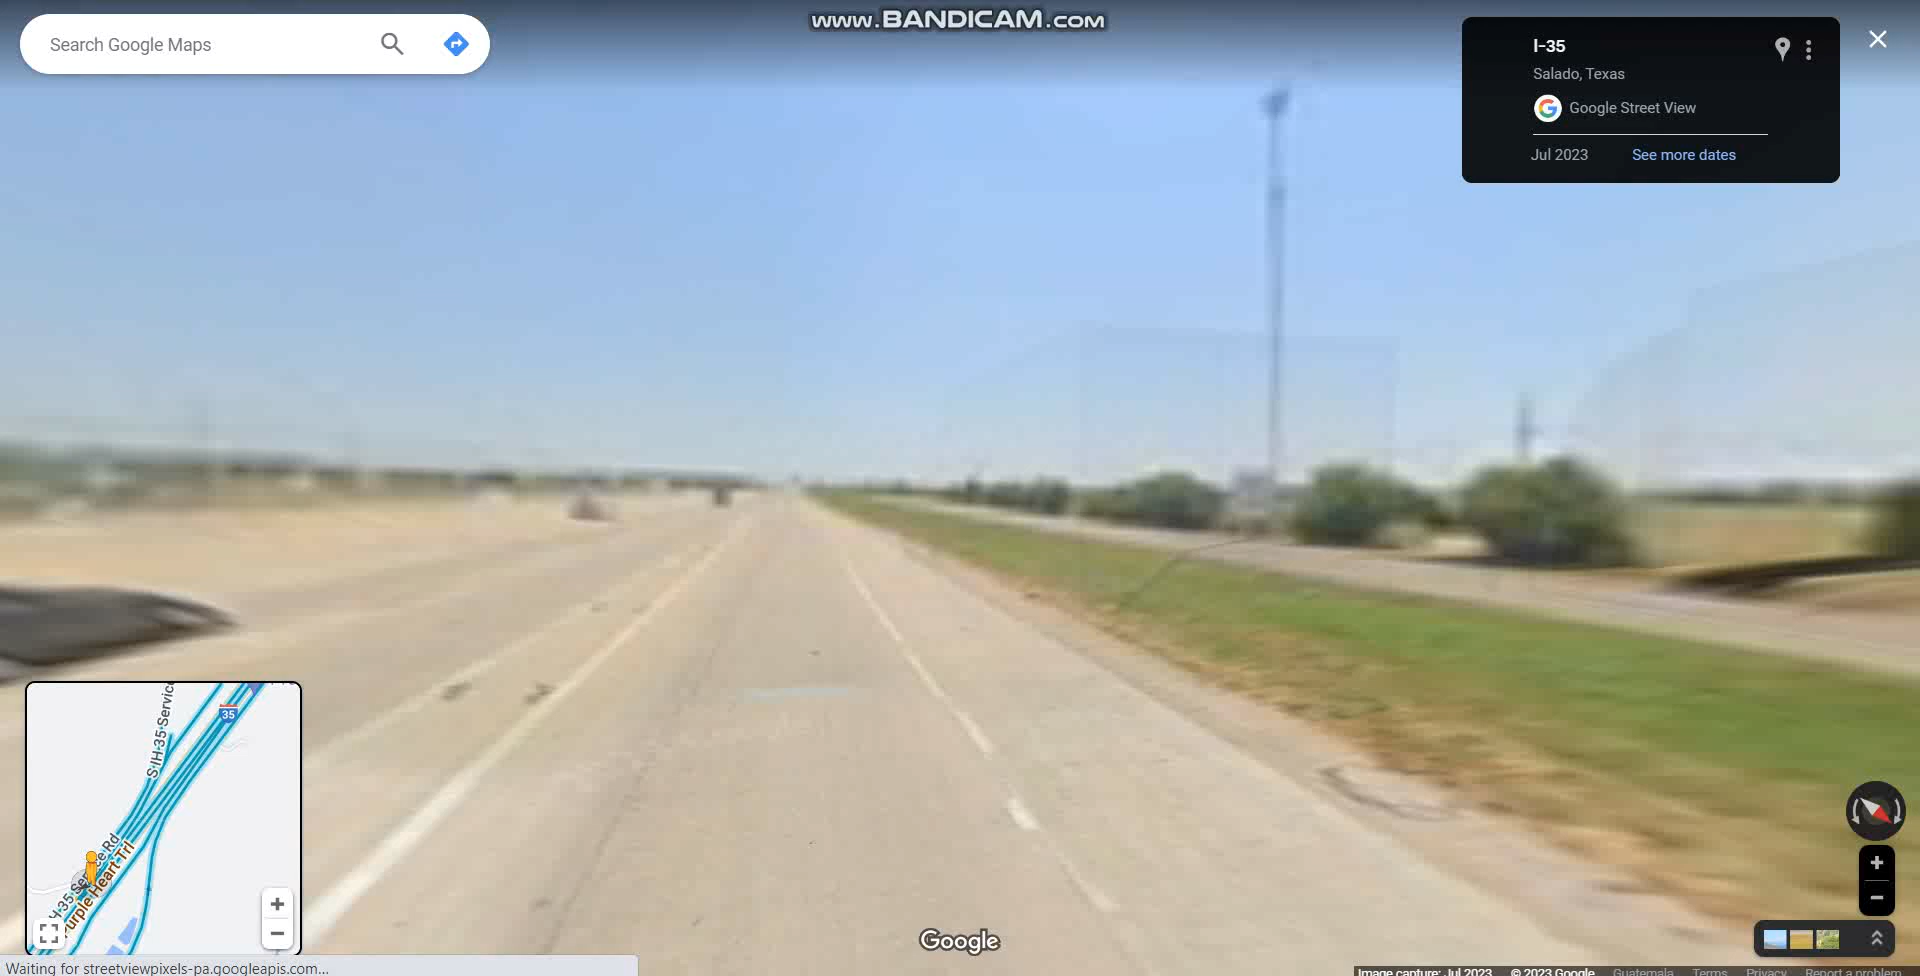 www.BANDICAM.com
Search Google Maps
I-35
Salado, Texas
Google Street View
Jul 2023
See more dates
35
S IH-35 Service
Purple Heart Trl
Google
Waiting for streetviewpixels-pa.googleapis.com...
Image capture: Jul 2023 © 2023 Google Guatemala Terms Privacy Report a problem